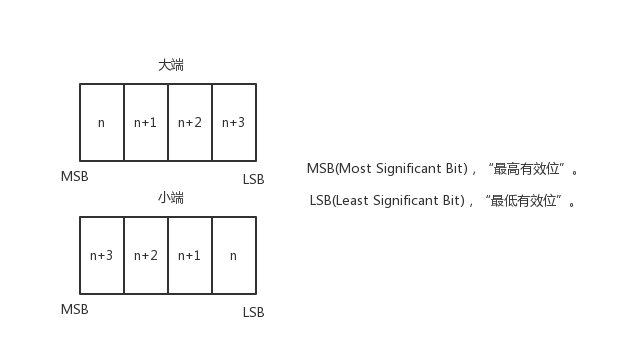 大端
n n+1 n+2 n+3
MSB LSB
MSB(Most Significant Bit) ，“最高有效位”。
小端
LSB(Least Significant Bit) ，“最低有效位”。
n+3 n+2 n+1 n
MSB LSB